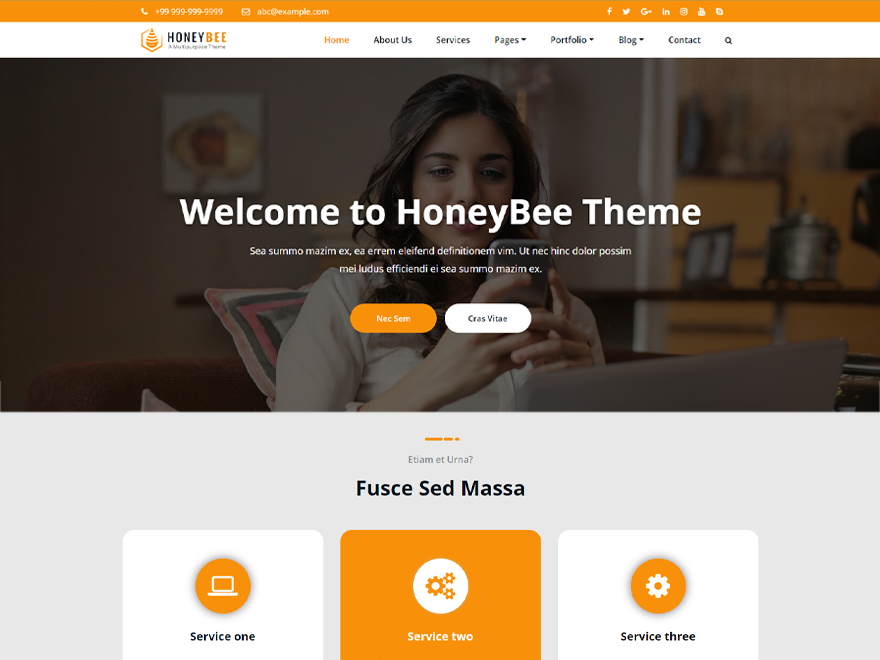 +99 999-999-9999 abc@example.com
HONEYBEE
A Multipurpose Theme
Home About Us Services Pages Portfolio Blog Contact
Welcome to HoneyBee Theme
Sea summo mazim ex, ea errem eleifend definitionem vim. Ut nec hinc dolor possim
mei ludus efficiendi ei sea summo mazim ex.
Nec Sem Cras Vitae
Etiam et Urna?
Fusce Sed Massa
Service one Service two Service three